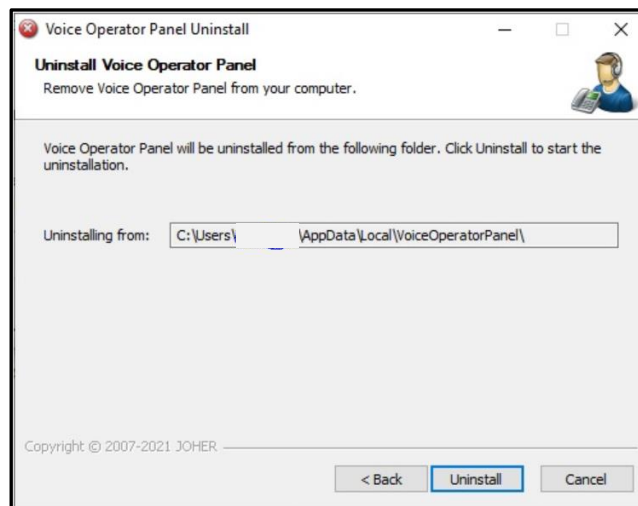 Voice Operator Panel Uninstall
Uninstall Voice Operator Panel
Remove Voice Operator Panel from your computer.
Voice Operator Panel will be uninstalled from the following folder. Click Uninstall to start the
uninstallation.
Uninstalling from: C:\Users\ \AppData\Local\VoiceOperatorPanel\
Copyright © 2007-2021 JOHER
< Back Uninstall Cancel